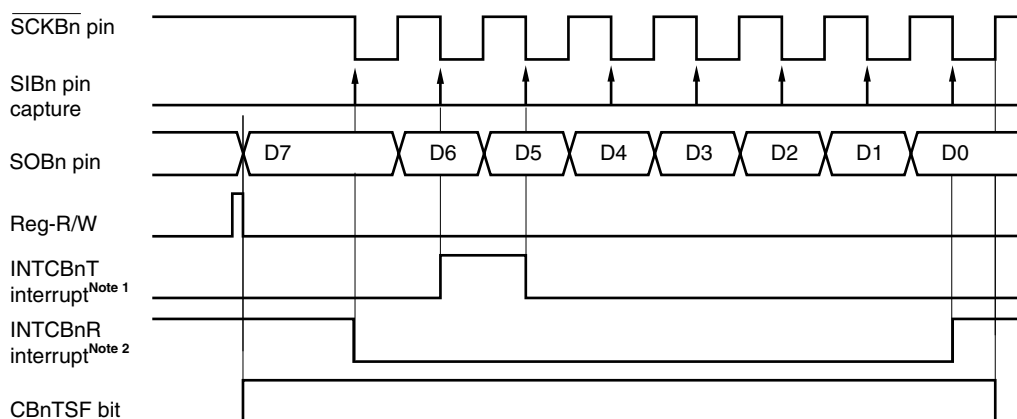 SCKBn pin
SIBn pin
capture
SOBn pin
D7 D6 D5 D4 D3 D2 D1 D0
Reg-R/W
INTCBnT
interruptNote 1
INTCBnR
interruptNote 2
CBnTSF bit